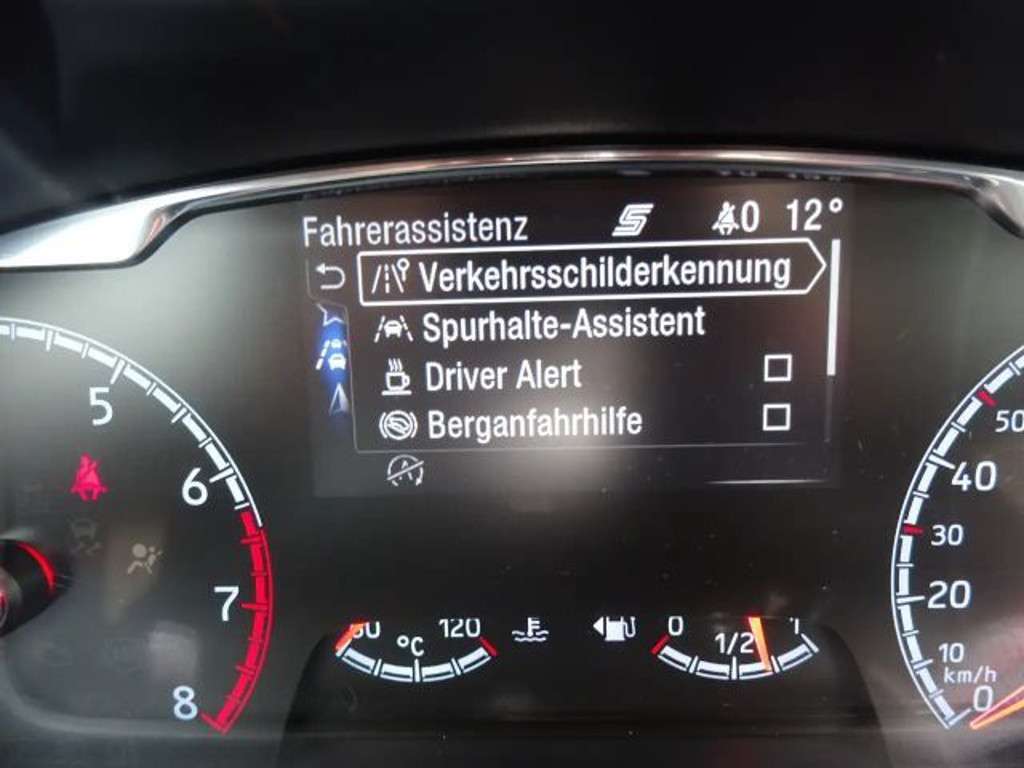 Fahrerassistenz S 0 12°
Verkehrsschilderkennung
Spurhalte-Assistent
Driver Alert
Berganfahrhilfe
5
6
7
8
60 °C 120
0 1/2 1
50
40
30
20
10
km/h
0